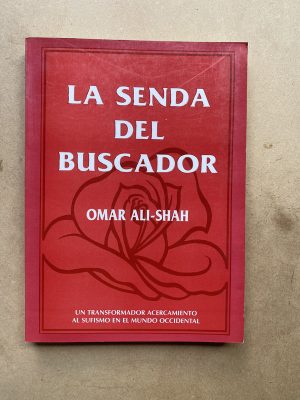 LA SENDA
DEL
BUSCADOR
OMAR ALI-SHAH
UN TRANSFORMADOR ACERCAMIENTO
AL SUFISMO EN EL MUNDO OCCIDENTAL